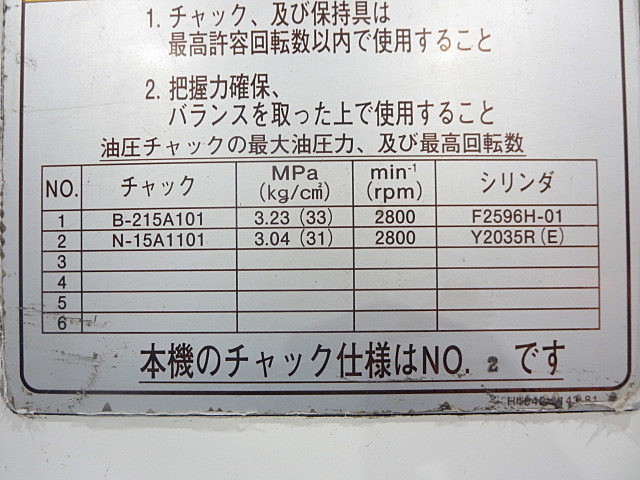 1. チャック、及び保持具は
最高許容回転数以内で使用すること
2. 把握力確保、
バランスを取った上で使用すること
油圧チャックの最大油圧力、及び最高回転数
NO. チャック MPa (kg/cm²) min⁻¹ (rpm) シリンダ
1 B-215A101 3.23 (33) 2800 F2596H-01
2 N-15A1101 3.04 (31) 2800 Y2035R (E)
3
4
5
6
本機のチャック仕様はNO. 2 です